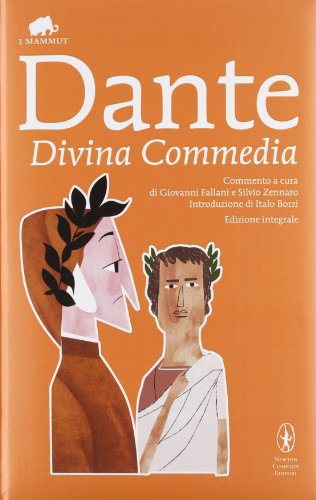 I MAMMUT
Dante
Divina Commedia
Commento a cura
di Giovanni Fallani e Silvio Zennaro
Introduzione di Italo Borzi
Edizione integrale
NEWTON
COMPTON
EDITORI